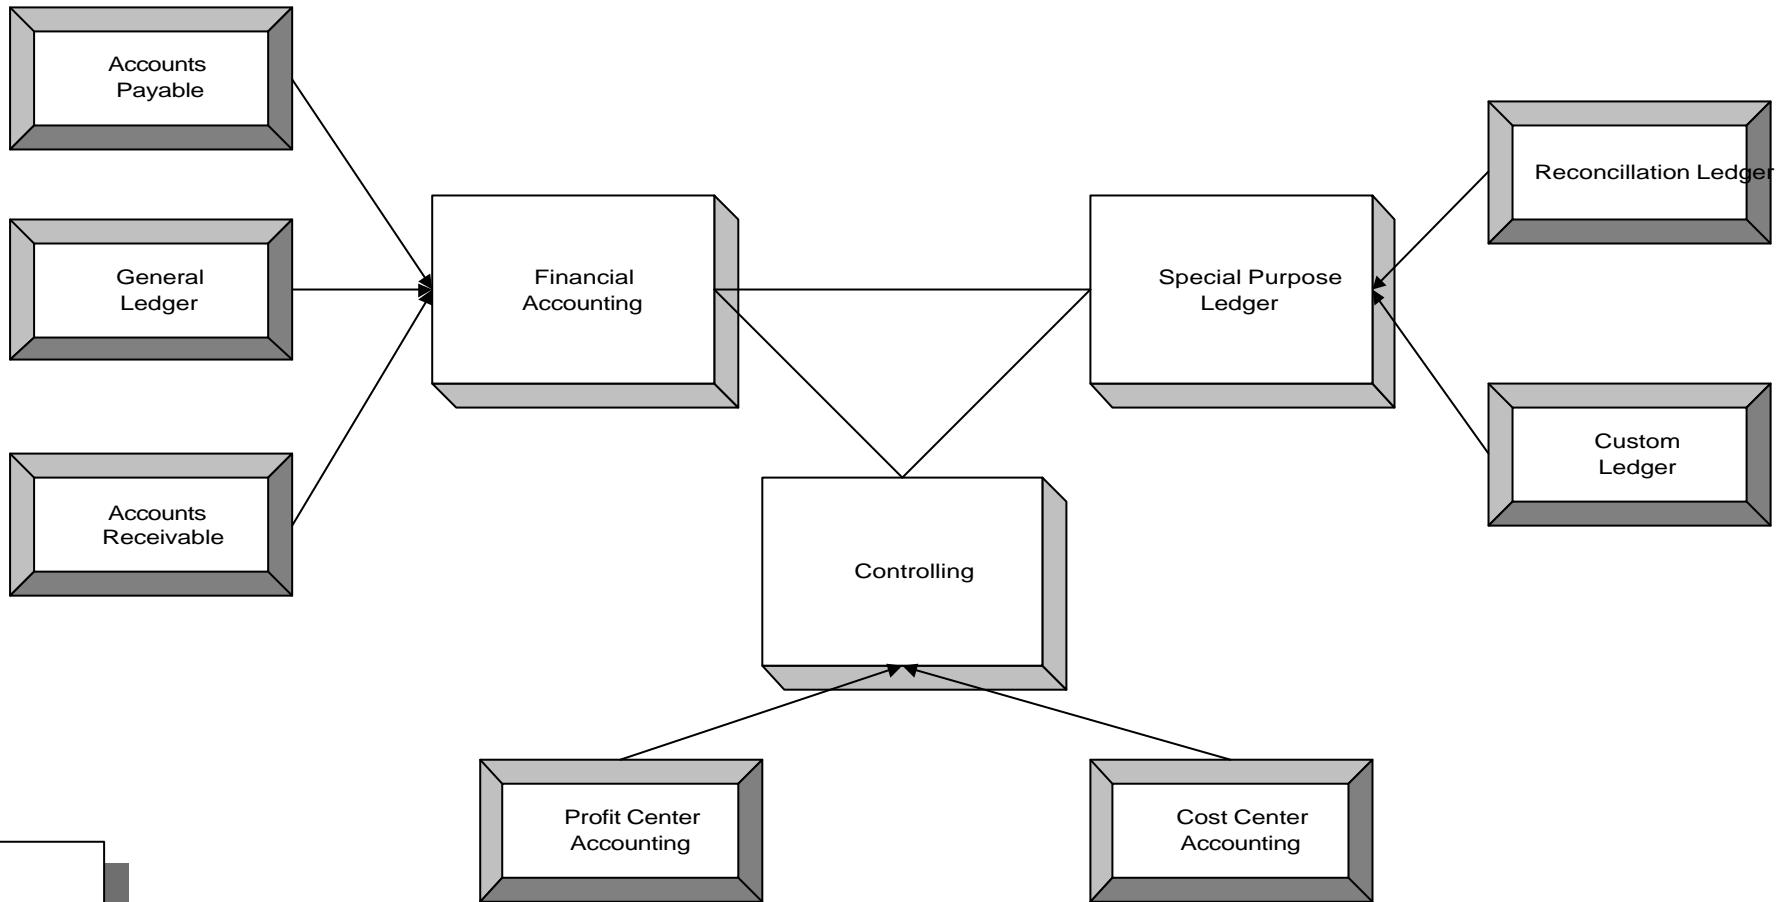 Accounts
Payable
General
Ledger
Accounts
Receivable
Financial
Accounting
Special Purpose
Ledger
Reconcillation Ledger
Custom
Ledger
Controlling
Profit Center
Accounting
Cost Center
Accounting